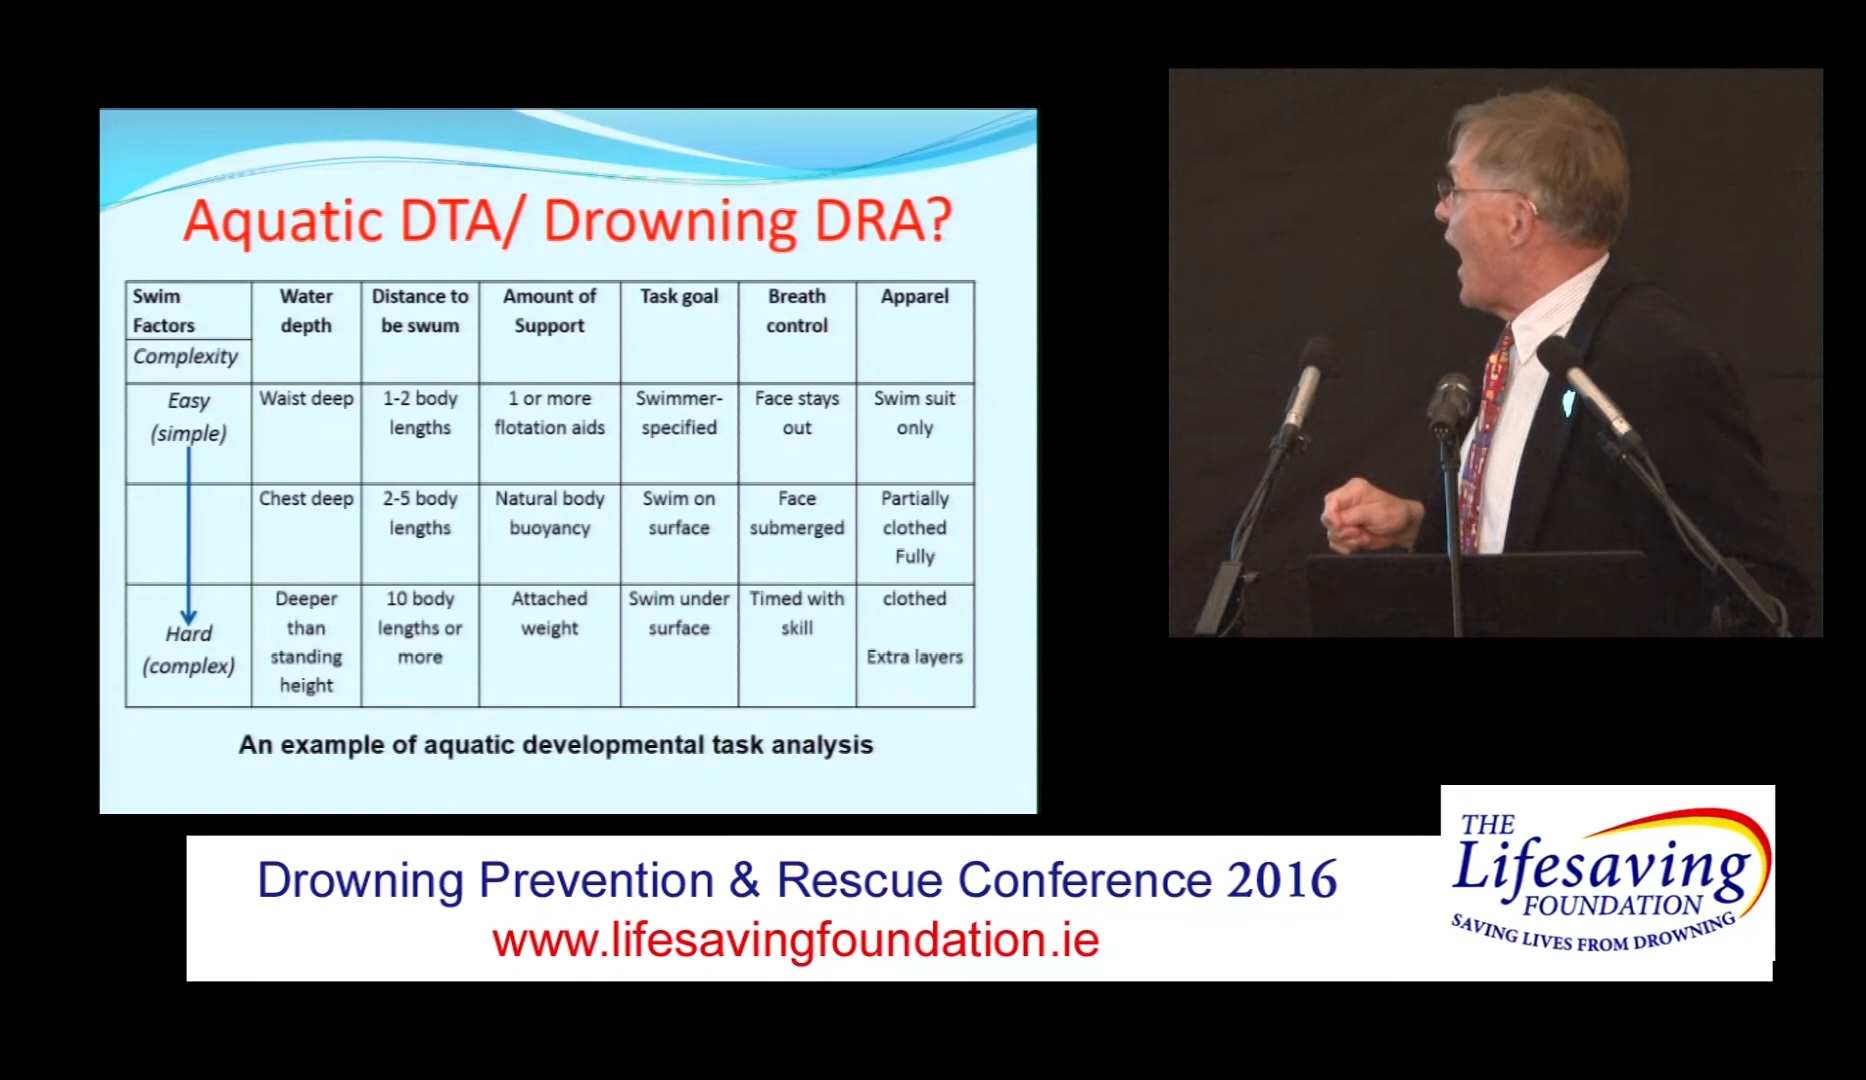 Aquatic DTA/ Drowning DRA?
Swim Factors
Complexity
Water depth
Distance to be swum
Amount of Support
Task goal
Breath control
Apparel
Easy (simple)
Waist deep
1-2 body lengths
1 or more flotation aids
Swimmer-specified
Face stays out
Swim suit only
Chest deep
2-5 body lengths
Natural body buoyancy
Swim on surface
Face submerged
Partially clothed Fully
Hard (complex)
Deeper than standing height
10 body lengths or more
Attached weight
Swim under surface
Timed with skill
clothed
Extra layers
An example of aquatic developmental task analysis
Drowning Prevention & Rescue Conference 2016
www.lifesavingfoundation.ie
THE
Lifesaving
FOUNDATION
SAVING LIVES FROM DROWNING